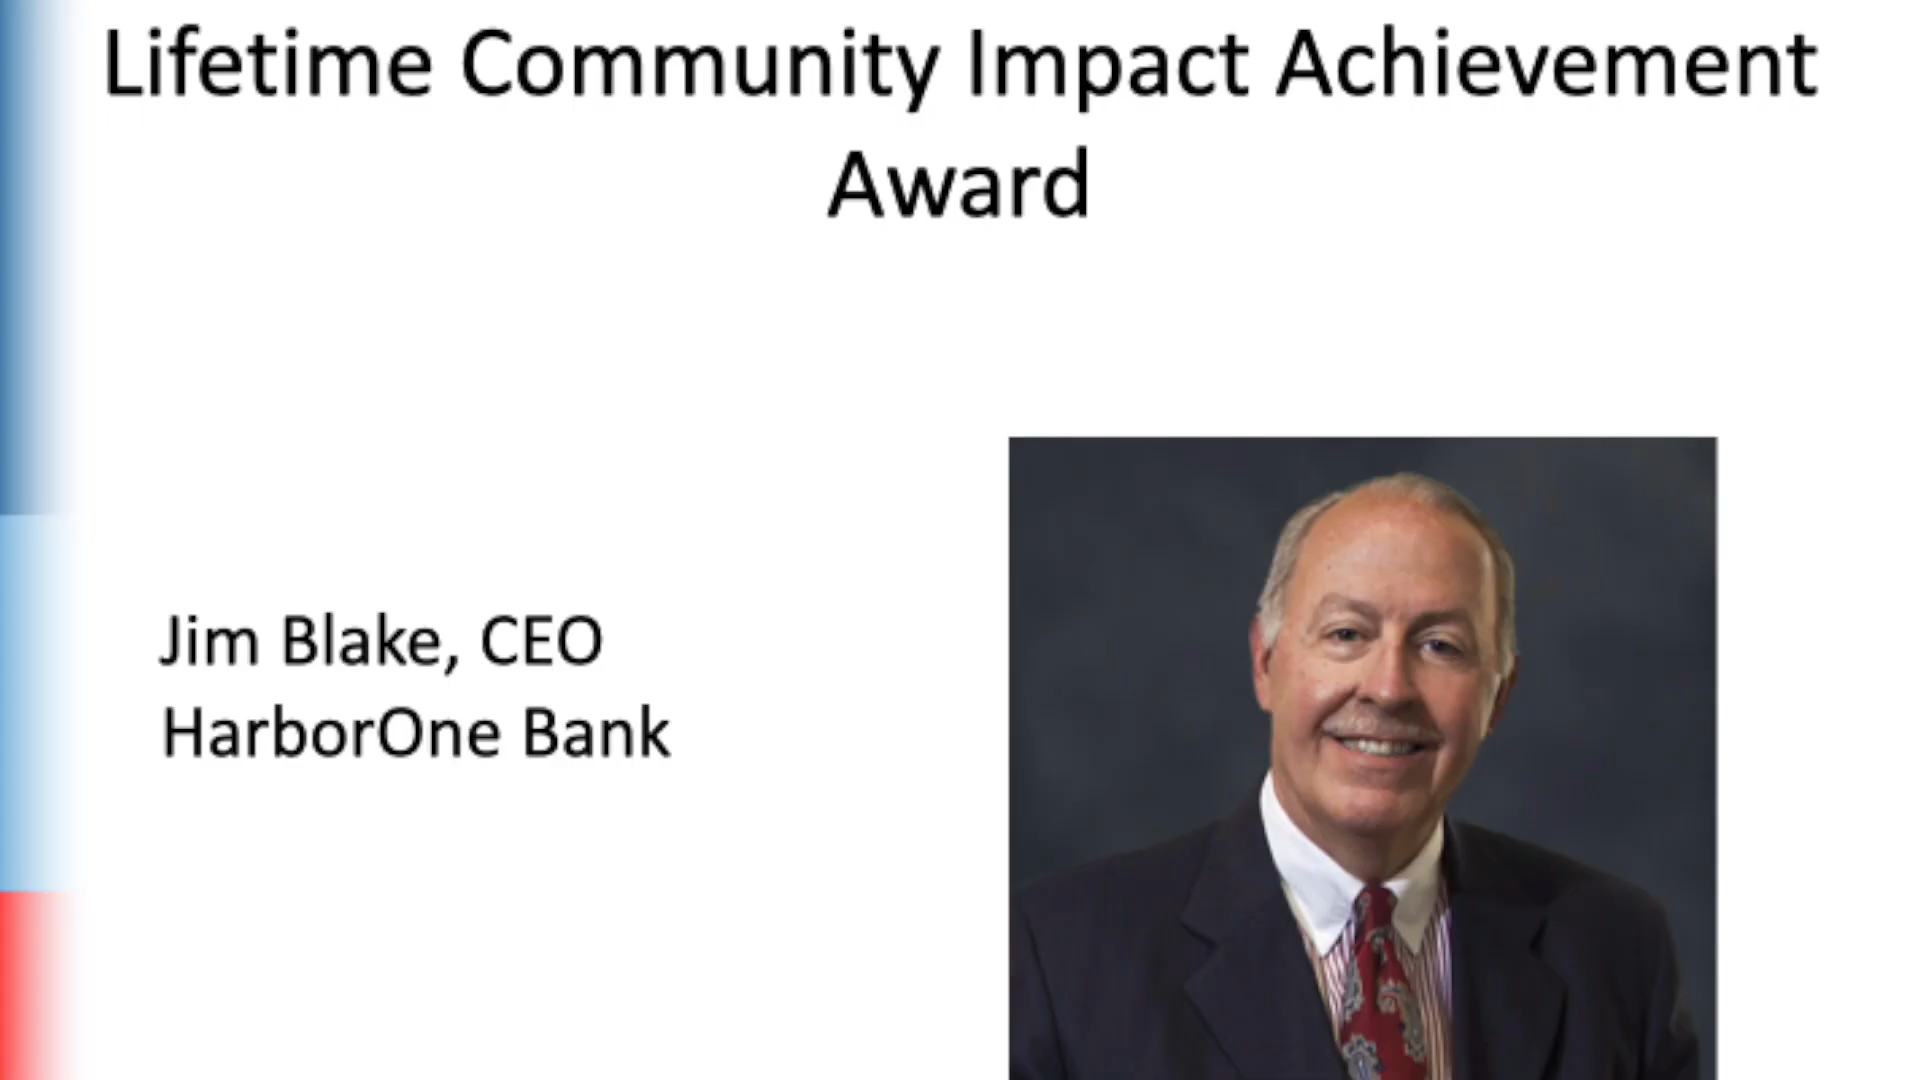 Lifetime Community Impact Achievement
Award
Jim Blake, CEO
HarborOne Bank